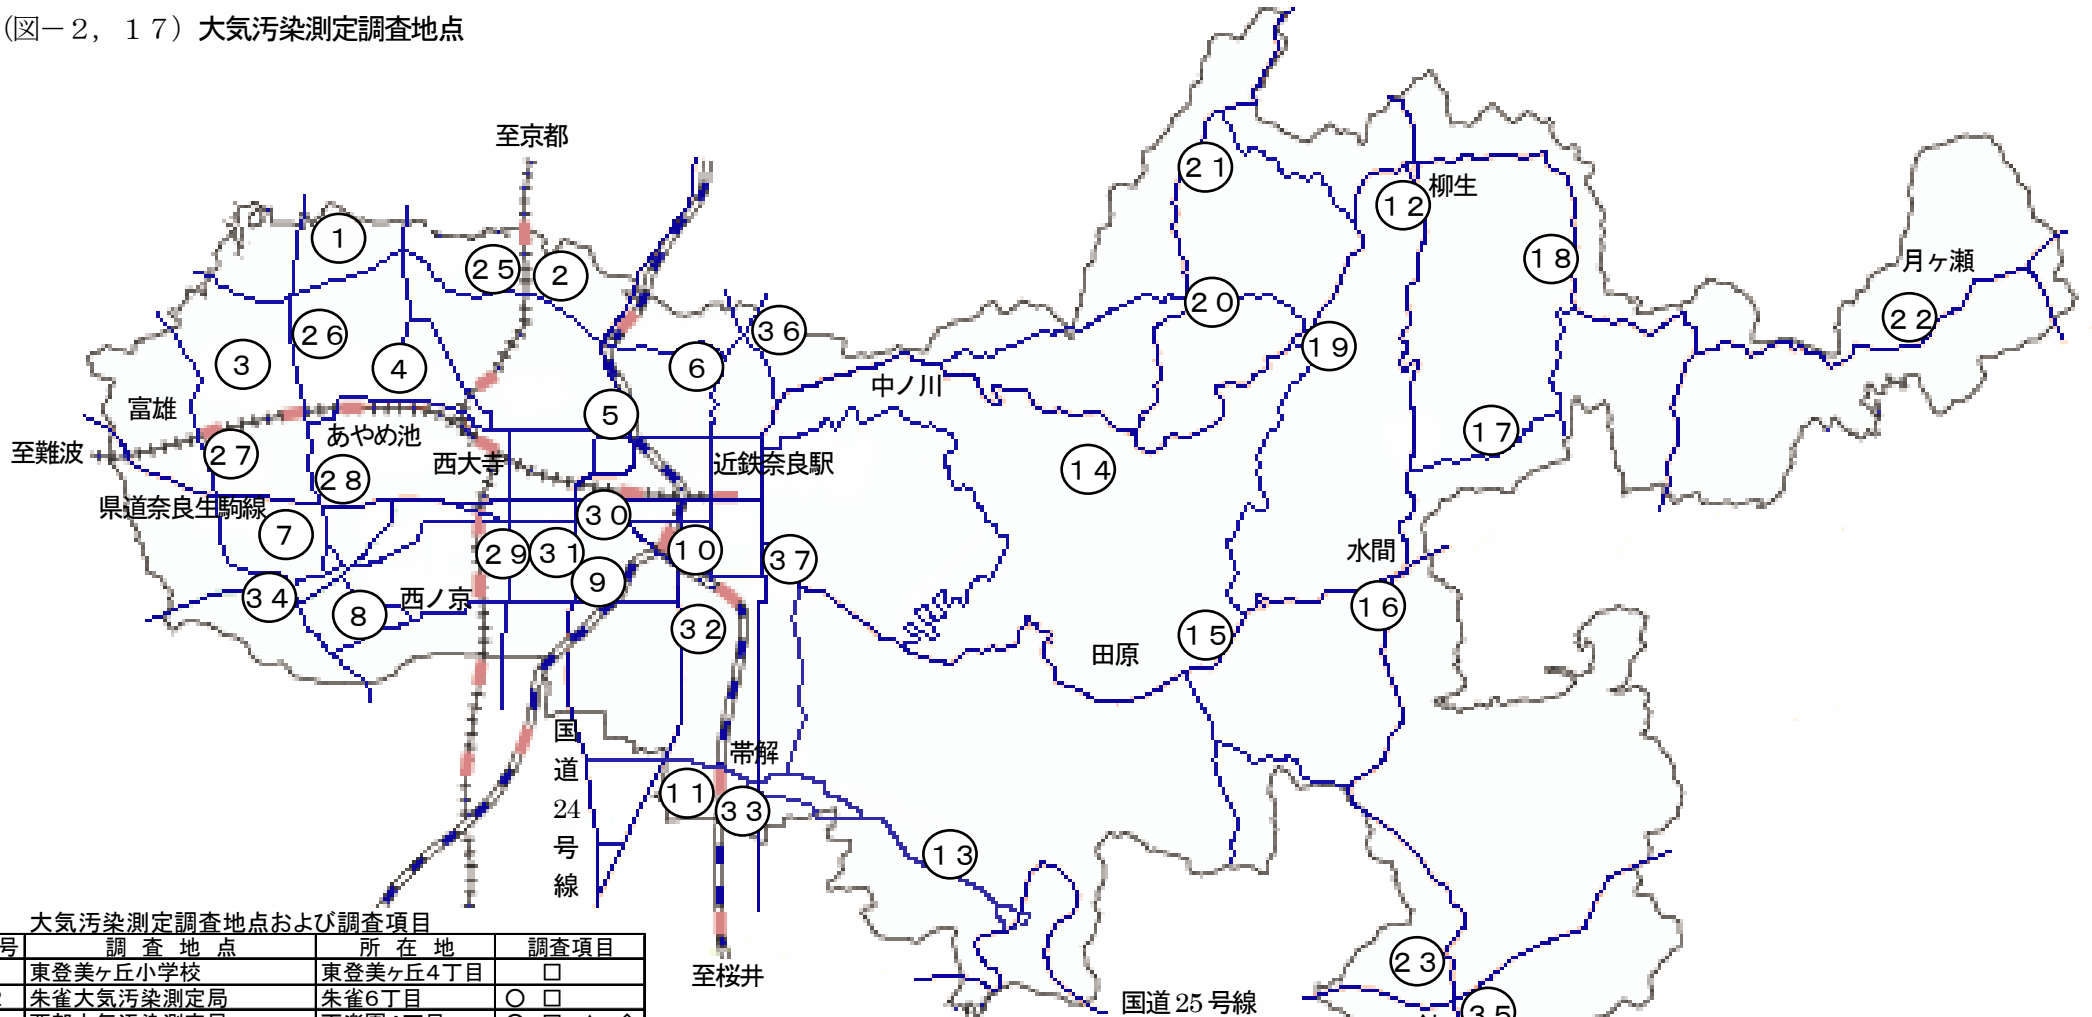 (図－２，１７）大気汚染測定調査地点
至京都
21
柳生
12
1
25
2
18
月ヶ瀬
20
22
26
36
19
3
4
6
中ノ川
富雄
5
あやめ池
17
至難波
27
西大寺
近鉄奈良駅
14
28
県道奈良生駒線
30
7
29
31
10
37
水間
9
34
8
西ノ京
16
32
15
田原
国道24号線
帯解
11
33
13
大気汚染測定調査地点および調査項目
号 調査地点 所在地 調査項目
東登美ヶ丘小学校 東登美ヶ丘4丁目 □
2 朱雀大気汚染測定局 朱雀6丁目 ○ □
至桜井
23
国道25号線
35